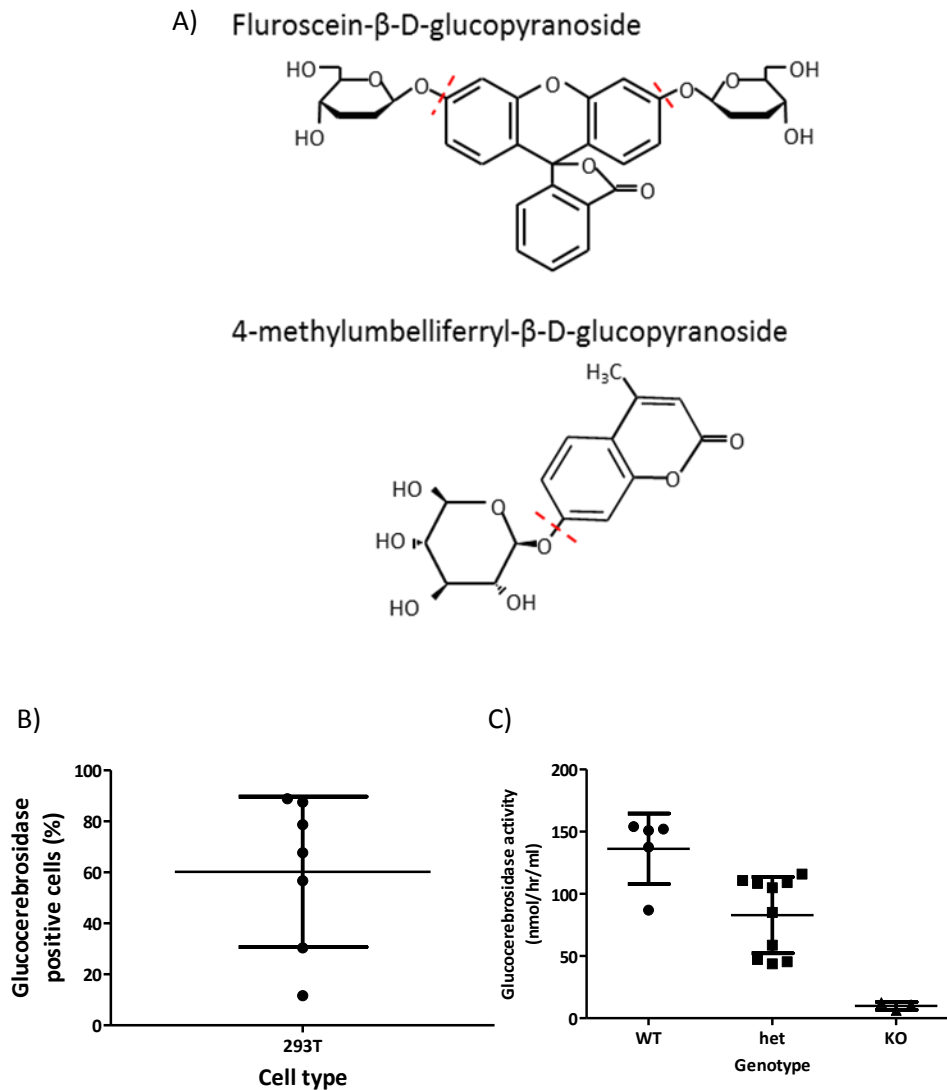 A) Fluroscein-β-D-glucopyranoside
HO
O
O
O
O
O
OH
HO
OH
O
O
4-methylumbelliferryl-β-D-glucopyranoside
H₃C
HO
O
O
O
HO
O
HO
OH
B)
C)
Glucocerebrosidase
positive cells (%)
100
80
60
40
20
0
293T
Cell type
Glucocerebrosidase activity
(nmol/hr/ml)
200
150
100
50
0
WT het KO
Genotype